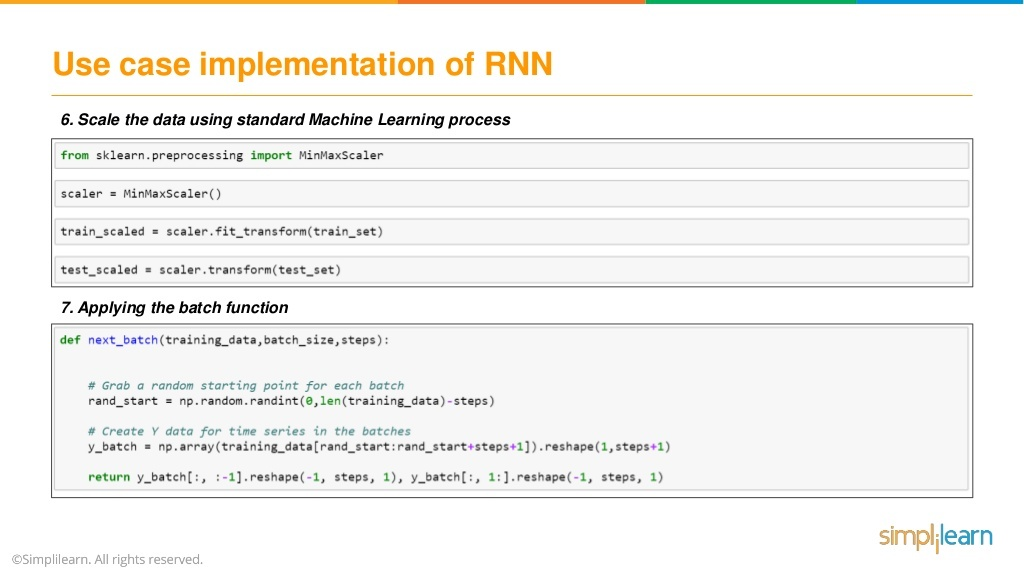 Use case implementation of RNN
6. Scale the data using standard Machine Learning process
from sklearn.preprocessing import MinMaxScaler
scaler = MinMaxScaler()
train_scaled = scaler.fit_transform(train_set)
test_scaled = scaler.transform(test_set)
7. Applying the batch function
def next_batch(training_data,batch_size,steps):
# Grab a random starting point for each batch
rand_start = np.random.randint(0,len(training_data)-steps)
# Create Y data for time series in the batches
y_batch = np.array(training_data[rand_start:rand_start+steps+1]).reshape(1,steps+1)
return y_batch[:, :-1].reshape(-1, steps, 1), y_batch[:, 1:].reshape(-1, steps, 1)
simplilearn
©Simplilearn. All rights reserved.